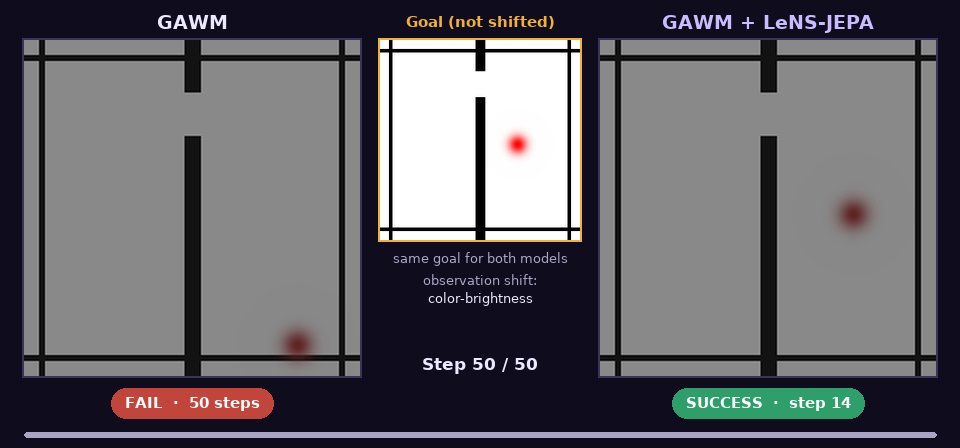 GAWM
Goal (not shifted)
GAWM + LeNS-JEPA
same goal for both models
observation shift:
color-brightness
Step 50 / 50
FAIL · 50 steps
SUCCESS · step 14